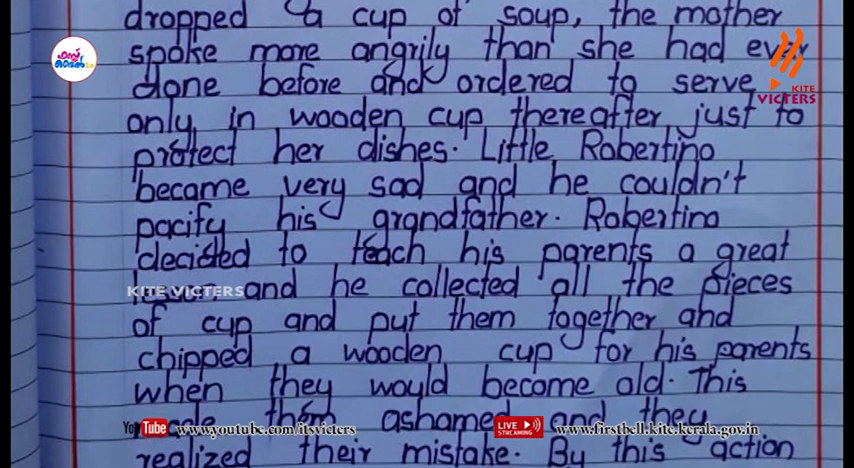 dropped a cup of soup, the mother
spoke more angrily than she had ever
done before and ordered to serve
only in wooden cup thereafter just to
protect her dishes. Little Robertino
became very sad and he couldn't
pacify his grandfather. Robertino
decided to teach his parents a great
and he collected all the pieces
of cup and put them together and
chipped a wooden cup for his parents
when they would become old. This
made them ashamed and they
realized their mistake. By this action
KITE VICTERS
KITE VICTERS
YouTube www.youtube.com/itsvicters
LIVE STREAMING www.firstbell.kite.kerala.gov.in